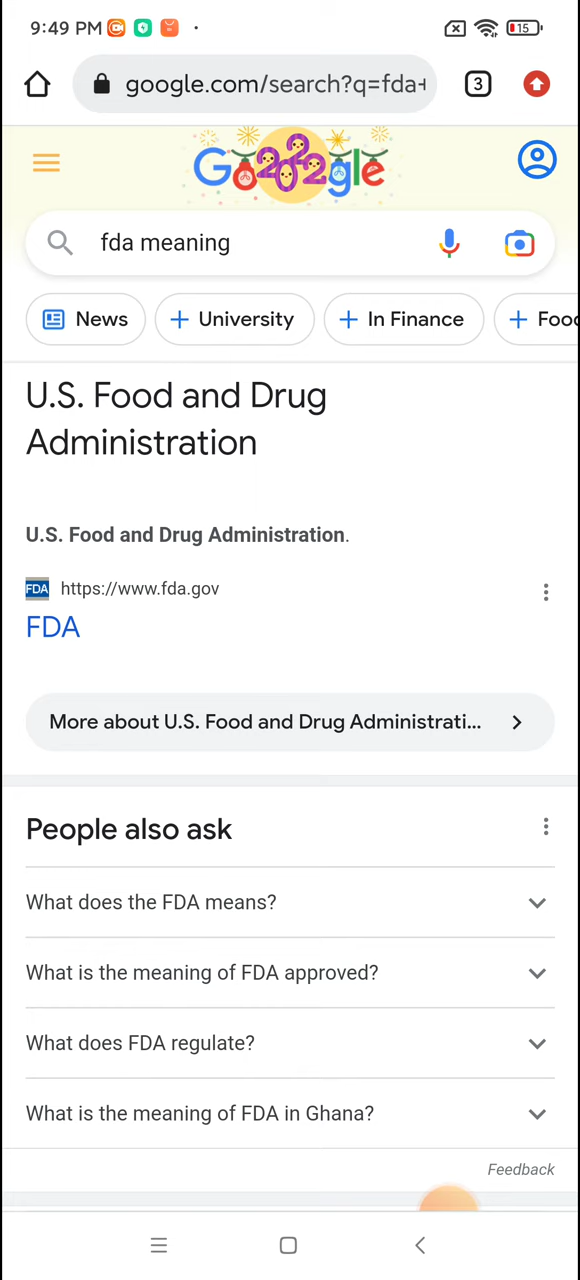 9:49 PM
15
google.com/search?q=fda+
3
Go2022gle
fda meaning
News
University
In Finance
U.S. Food and Drug
Administration
U.S. Food and Drug Administration.
FDA https://www.fda.gov
FDA
More about U.S. Food and Drug Administrati...
People also ask
What does the FDA means?
What is the meaning of FDA approved?
What does FDA regulate?
What is the meaning of FDA in Ghana?
Feedback